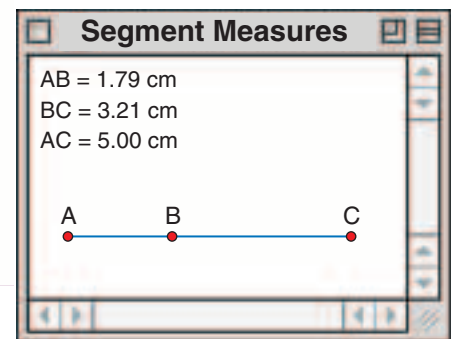 Segment Measures
AB = 1.79 cm
BC = 3.21 cm
AC = 5.00 cm
A B C